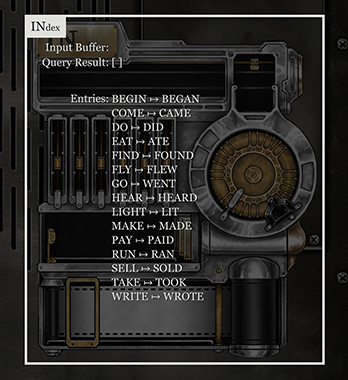 INdex
Input Buffer:
Query Result: [ ]
Entries: BEGIN ↦ BEGAN
COME ↦ CAME
DO ↦ DID
EAT ↦ ATE
FIND ↦ FOUND
FLY ↦ FLEW
GO ↦ WENT
HEAR ↦ HEARD
LIGHT ↦ LIT
MAKE ↦ MADE
PAY ↦ PAID
RUN ↦ RAN
SELL ↦ SOLD
TAKE ↦ TOOK
WRITE ↦ WROTE